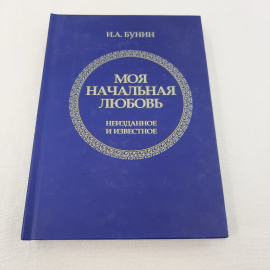 И.А. БУНИН
МОЯ
НАЧАЛЬНАЯ
ЛЮБОВЬ
НЕИЗДАННОЕ
И ИЗВЕСТНОЕ